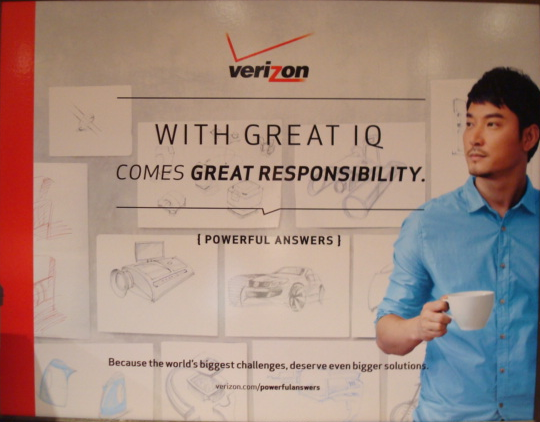 verizon
WITH GREAT IQ
COMES GREAT RESPONSIBILITY.
{ POWERFUL ANSWERS }
Because the world's biggest challenges, deserve even bigger solutions.
verizon.com/powerfulanswers